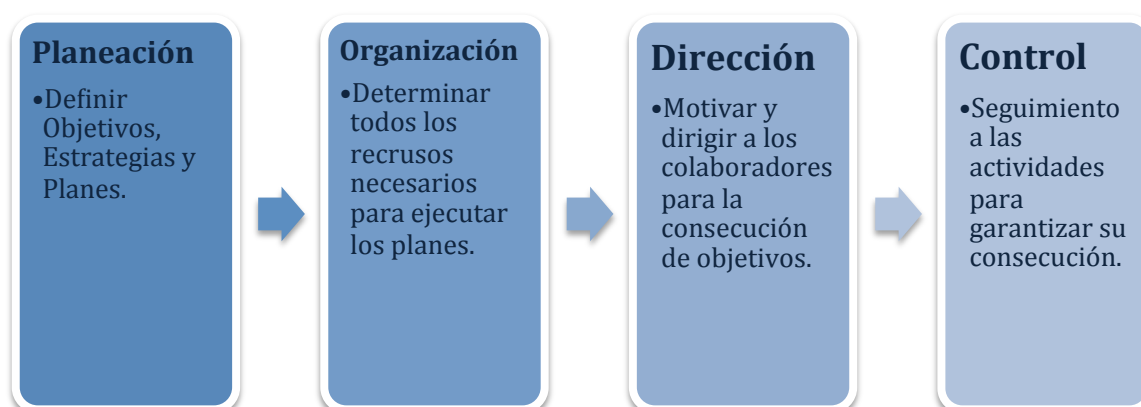 Planeación
•Definir
Objetivos,
Estrategias y
Planes.
Organización
•Determinar
todos los
recrusos
necesarios
para ejecutar
los planes.
Dirección
•Motivar y
dirigir a los
colaboradores
para la
consecución
de objetivos.
Control
•Seguimiento
a las
actividades
para
garantizar su
consecución.